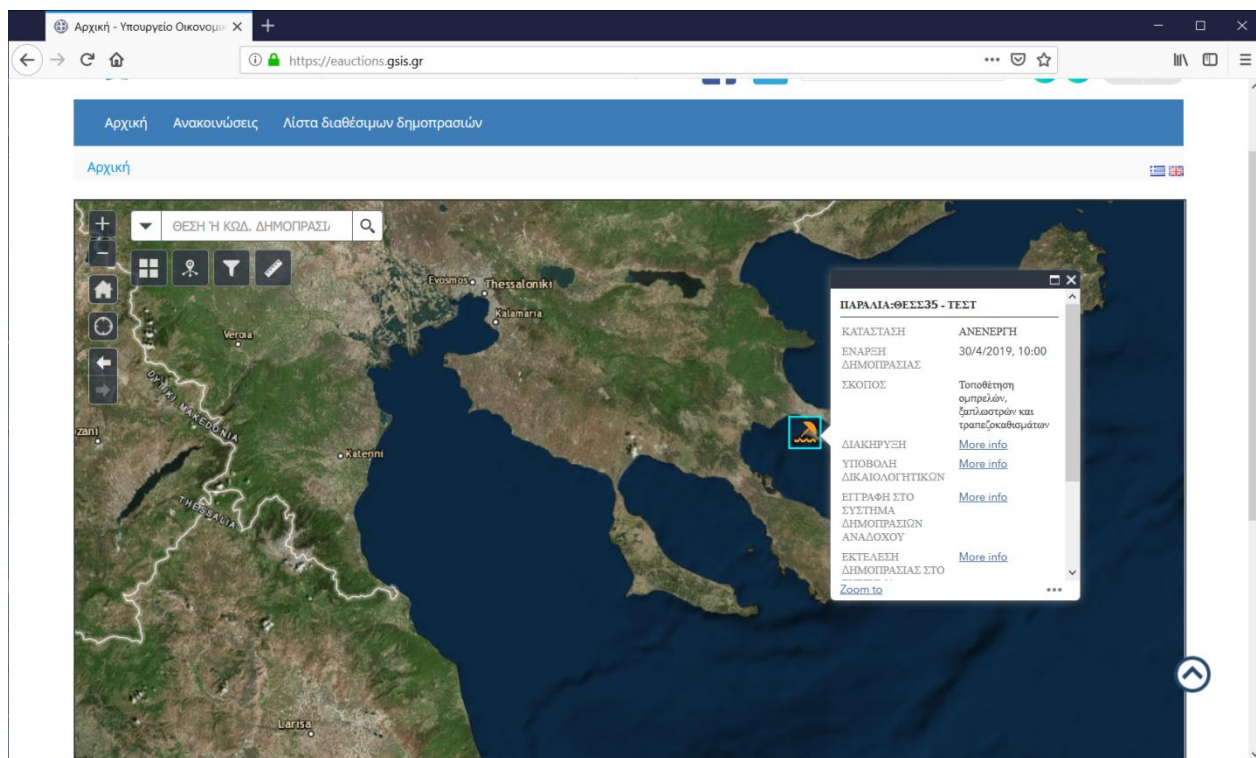 Αρχική - Υπουργείο Οικονομικ
https://eauctions.gsis.gr
Αρχική Ανακοινώσεις Λίστα διαθέσιμων δημοπρασιών
Αρχική
ΘΕΣΗ Ή ΚΩΔ. ΔΗΜΟΠΡΑΣΙ
Evosmos
Thessaloniki
Kalamaria
Veroia
DYTIKI MAKEDONIA
zani
Katerini
THESSALIA
Larisa
ΠΑΡΑΛΙΑ:ΘΕΣΣ35 - ΤΕΣΤ
ΚΑΤΑΣΤΑΣΗ ΑΝΕΝΕΡΓΗ
ΕΝΑΡΞΗ 30/4/2019, 10:00
ΔΗΜΟΠΡΑΣΙΑΣ
ΣΚΟΠΟΣ Τοποθέτηση
ομπρελών,
ξαπλωστρών και
τραπεζοκαθισμάτων
ΔΙΑΚΗΡΥΞΗ More info
ΥΠΟΒΟΛΗ More info
ΔΙΚΑΙΟΛΟΓΗΤΙΚΩΝ
ΕΓΓΡΑΦΗ ΣΤΟ More info
ΣΥΣΤΗΜΑ
ΔΗΜΟΠΡΑΣΙΩΝ
ΑΝΑΔΟΧΟΥ
ΕΚΤΕΛΕΣΗ More info
ΔΗΜΟΠΡΑΣΙΑΣ ΣΤΟ
Zoom to